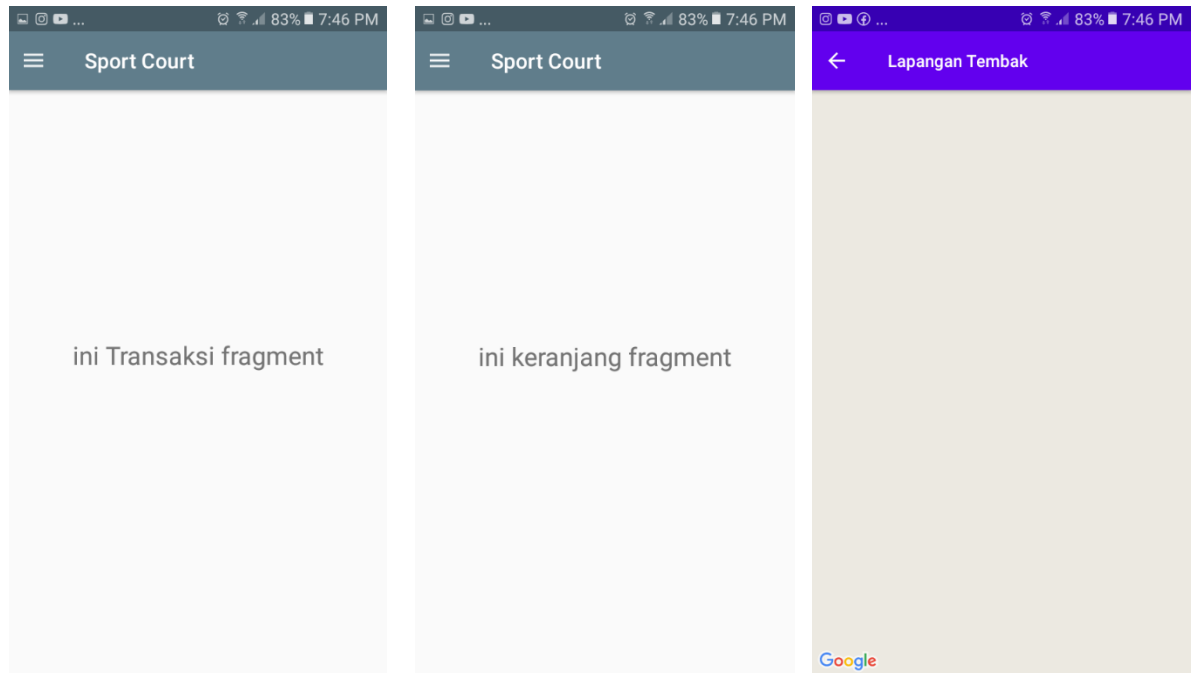 ... 83% 7:46 PM
Sport Court
ini Transaksi fragment
... 83% 7:46 PM
Sport Court
ini keranjang fragment
... 83% 7:46 PM
Lapangan Tembak
Google